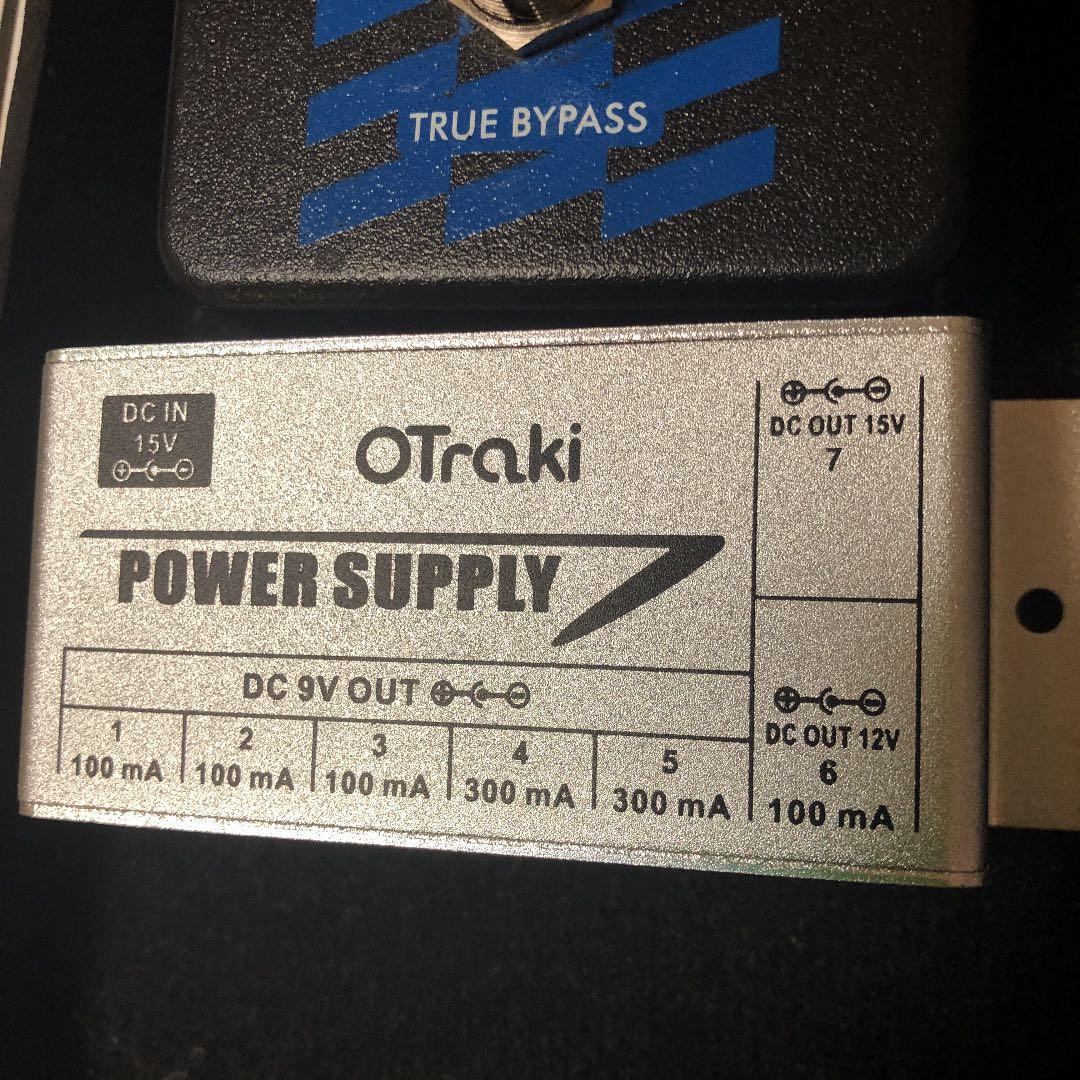 TRUE BYPASS
DC IN
15V
OTraki
POWER SUPPLY
DC OUT 15V
7
DC 9V OUT
1
100 mA
2
100 mA
3
100 mA
4
300 mA
5
300 mA
DC OUT 12V
6
100 mA